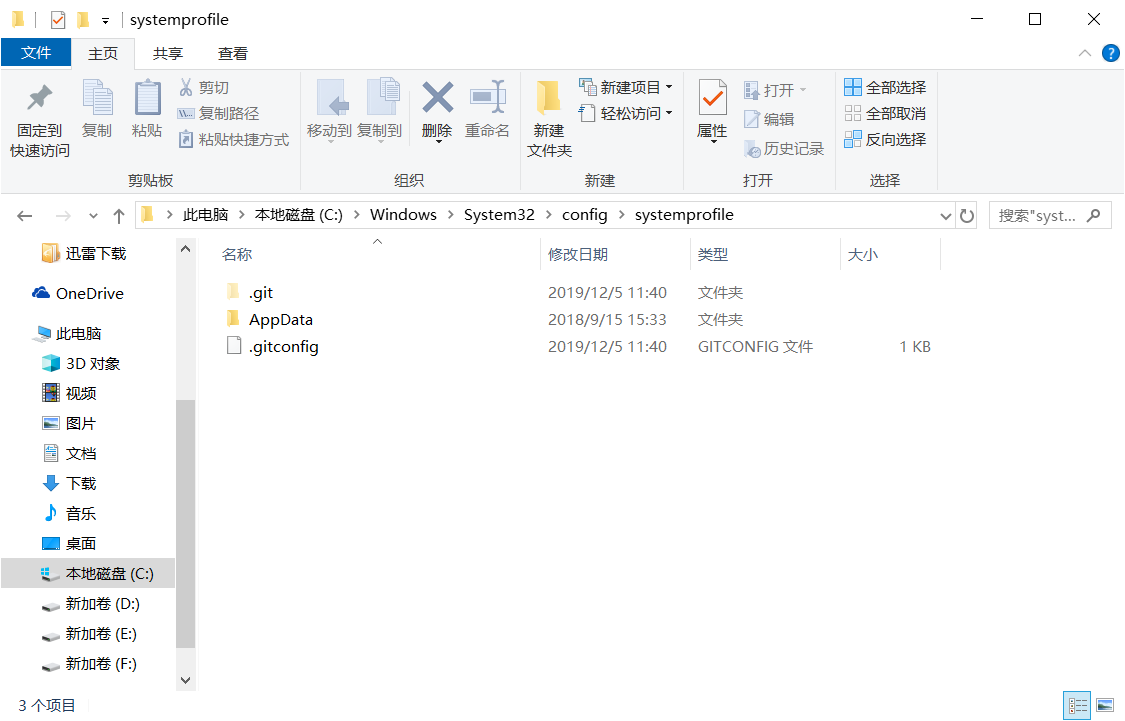 systemprofile
文件 主页 共享 查看
固定到
快速访问
复制
粘贴
剪切
复制路径
粘贴快捷方式
剪贴板
移动到 复制到 删除 重命名
组织
新建
文件夹
新建项目
轻松访问
新建
属性
打开
编辑
历史记录
打开
全部选择
全部取消
反向选择
选择
此电脑 > 本地磁盘 (C:) > Windows > System32 > config > systemprofile
搜索"syst...
名称 修改日期 类型 大小
.git 2019/12/5 11:40 文件夹
AppData 2018/9/15 15:33 文件夹
.gitconfig 2019/12/5 11:40 GITCONFIG 文件 1 KB
迅雷下载
OneDrive
此电脑
3D 对象
视频
图片
文档
下载
音乐
桌面
本地磁盘 (C:)
新加卷 (D:)
新加卷 (E:)
新加卷 (F:)
3 个项目